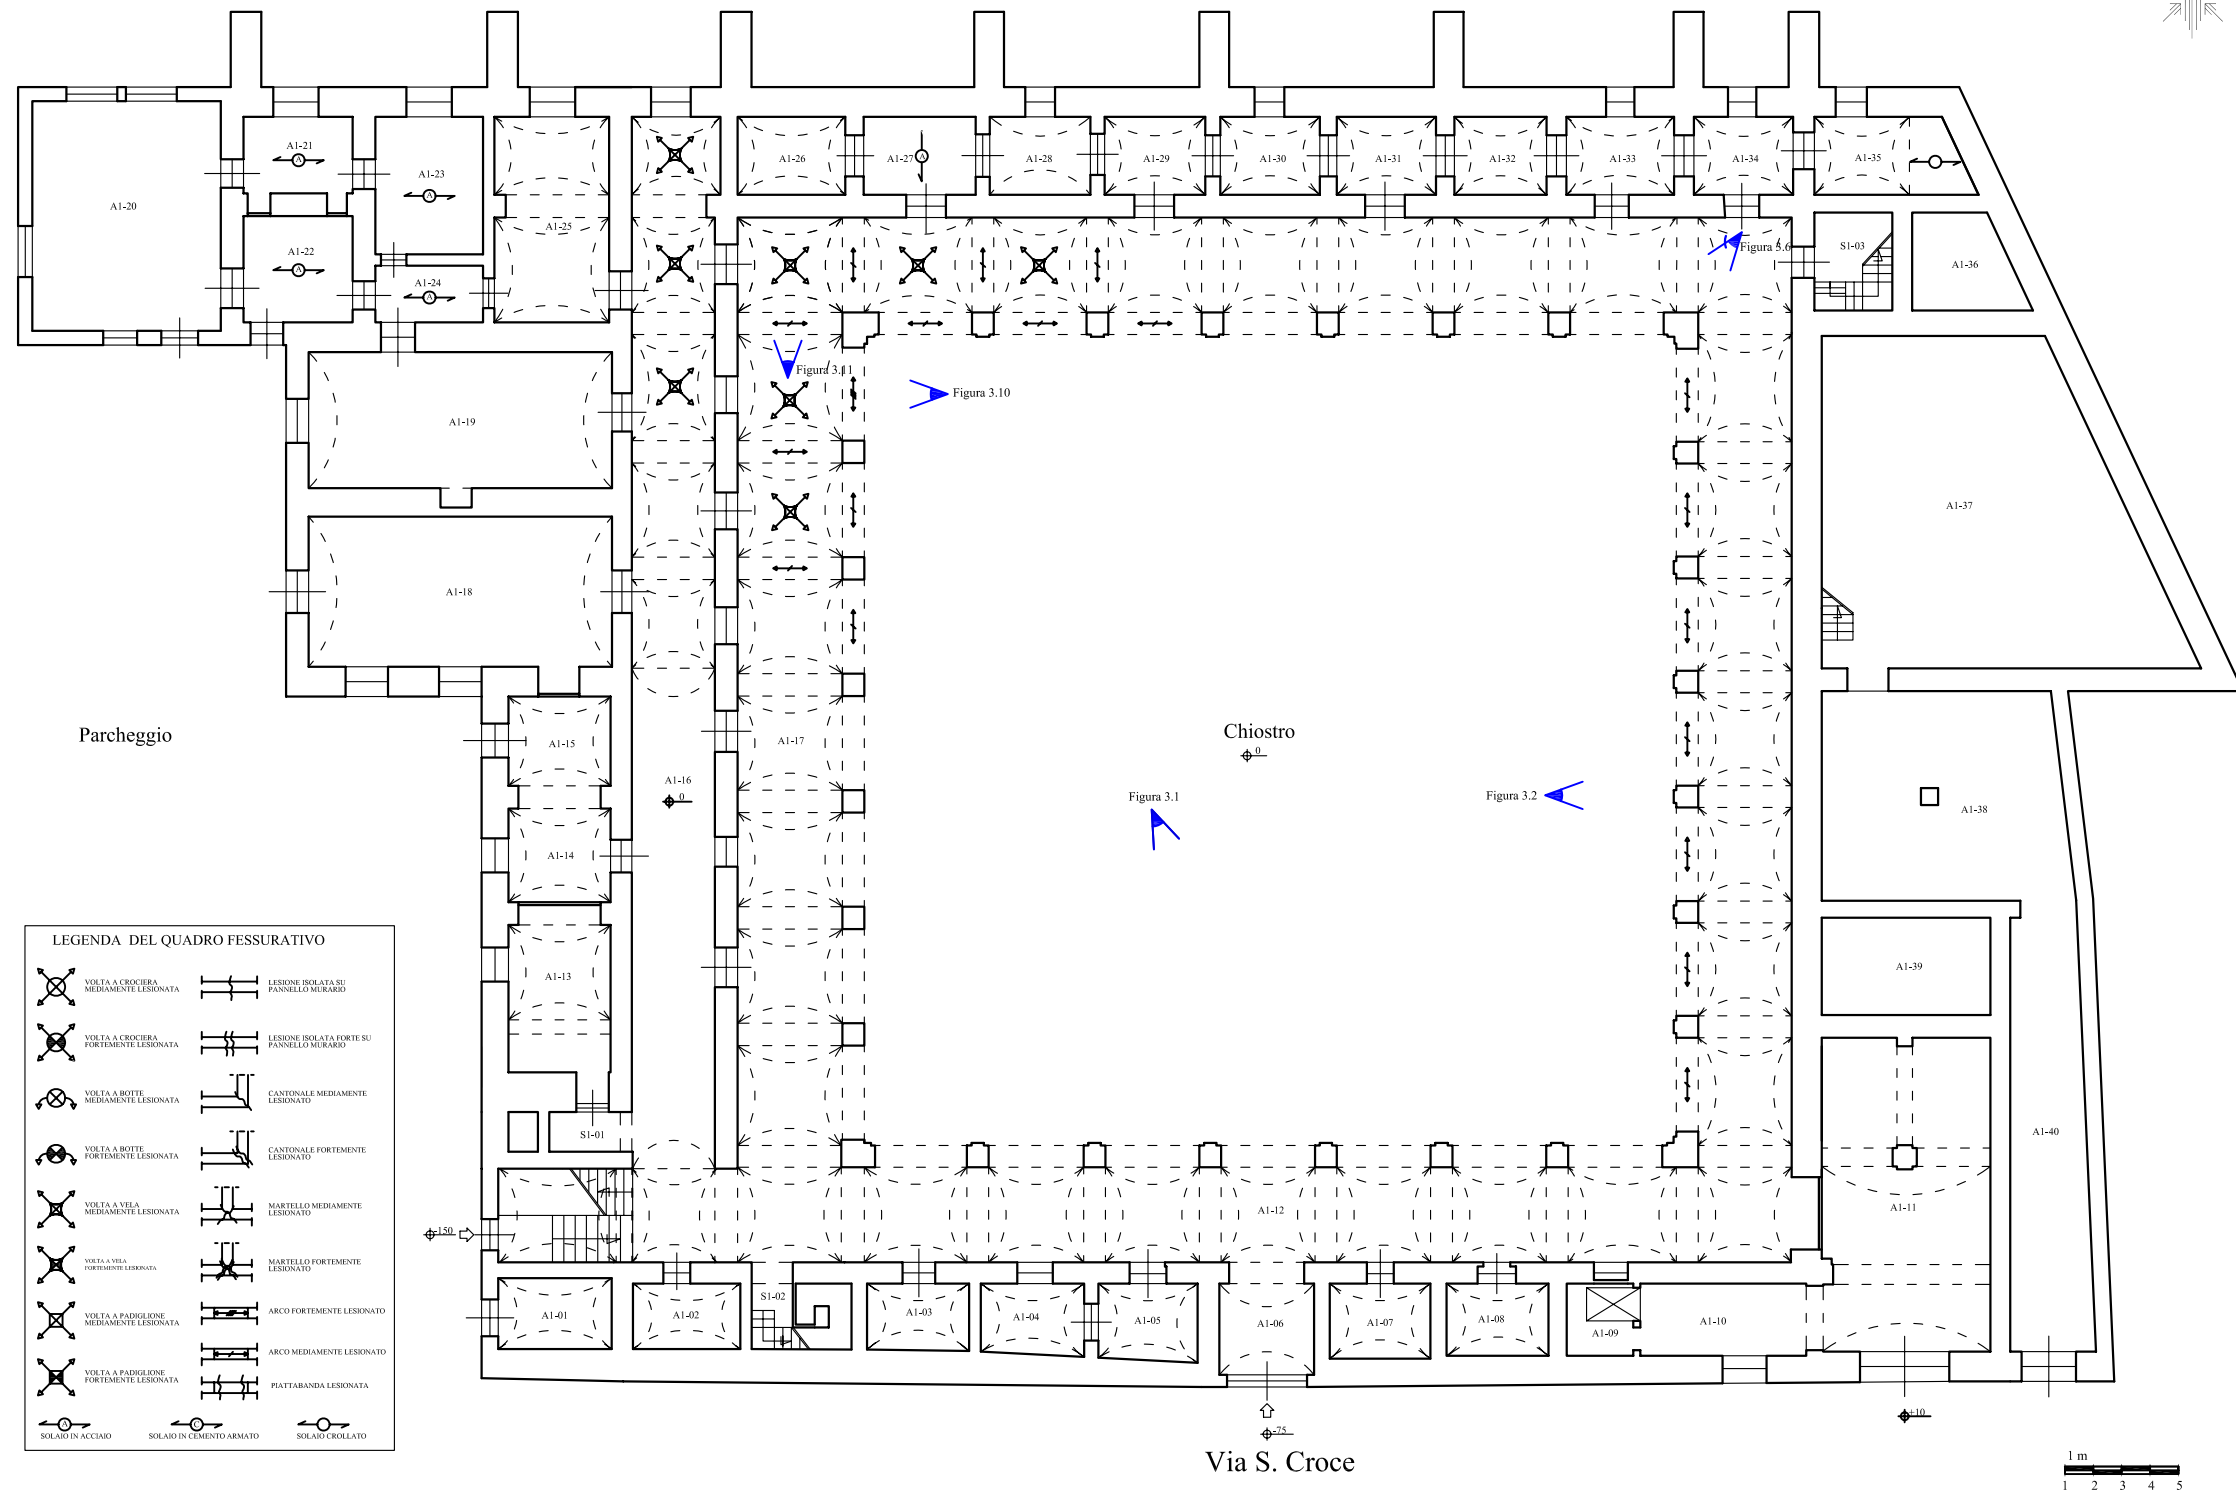 A1-21
A1-23
A1-20
A1-22
A1-24
A1-25
A
A
A
A
A1-26
A1-27
A
A1-28
A1-29
A1-30
A1-31
A1-32
A1-33
A1-34
A1-35
S1-03
A1-36
Figura 3.6
Figura 3.11
Figura 3.10
A1-19
A1-18
A1-37
Parcheggio
A1-15
A1-14
A1-13
S1-01
A1-16
0
A1-17
Chiostro
0
Figura 3.1
Figura 3.2
A1-38
A1-39
A1-40
A1-11
A1-12
-150
A1-01
A1-02
S1-02
A1-03
A1-04
A1-05
A1-06
A1-07
A1-08
A1-09
A1-10
-75
+10
Via S. Croce
1 m
1 2 3 4 5
LEGENDA DEL QUADRO FESSURATIVO
VOLTA A CROCIERA
MEDIAMENTE LESIONATA
VOLTA A CROCIERA
FORTEMENTE LESIONATA
VOLTA A BOTTE
MEDIAMENTE LESIONATA
VOLTA A BOTTE
FORTEMENTE LESIONATA
VOLTA A VELA
MEDIAMENTE LESIONATA
VOLTA A VELA
FORTEMENTE LESIONATA
VOLTA A PADIGLIONE
MEDIAMENTE LESIONATA
VOLTA A PADIGLIONE
FORTEMENTE LESIONATA
LESIONE ISOLATA SU
PANNELLO MURARIO
LESIONE ISOLATA FORTE SU
PANNELLO MURARIO
CANTONALE MEDIAMENTE
LESIONATO
CANTONALE FORTEMENTE
LESIONATO
MARTELLO MEDIAMENTE
LESIONATO
MARTELLO FORTEMENTE
LESIONATO
ARCO FORTEMENTE LESIONATO
ARCO MEDIAMENTE LESIONATO
PIATTABANDA LESIONATA
A
SOLAIO IN ACCIAIO
C
SOLAIO IN CEMENTO ARMATO
SOLAIO CROLLATO